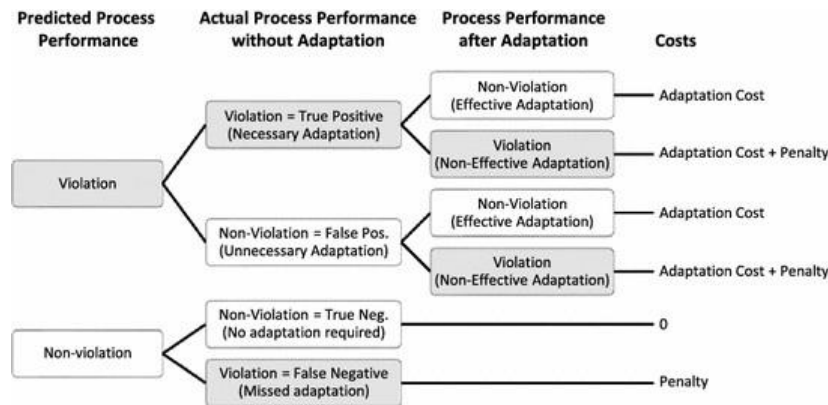 Predicted Process
Performance
Actual Process Performance
without Adaptation
Process Performance
after Adaptation
Costs
Violation
Violation = True Positive
(Necessary Adaptation)
Non-Violation
(Effective Adaptation)
Adaptation Cost
Violation
(Non-Effective Adaptation)
Adaptation Cost + Penalty
Non-Violation = False Pos.
(Unnecessary Adaptation)
Non-Violation
(Effective Adaptation)
Adaptation Cost
Violation
(Non-Effective Adaptation)
Adaptation Cost + Penalty
Non-violation
Non-Violation = True Neg.
(No adaptation required)
0
Violation = False Negative
(Missed adaptation)
Penalty